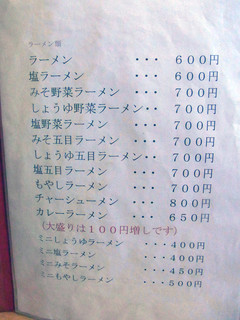 ラーメン類
ラーメン ・・・ 600円
塩ラーメン ・・・ 600円
みそ野菜ラーメン ・・・ 700円
しょうゆ野菜ラーメン・・ 700円
塩野菜ラーメン ・・・ 700円
みそ五目ラーメン ・・・ 700円
しょうゆ五目ラーメン・・ 700円
塩五目ラーメン ・・・ 700円
もやしラーメン ・・・ 700円
チャーシューメン ・・・ 800円
カレーラーメン ・・・ 650円
(大盛りは100円増しです)
ミニしょうゆラーメン ・・・400円
ミニ塩ラーメン ・・・400円
ミニみそラーメン ・・・450円
ミニもやしラーメン ・・・500円